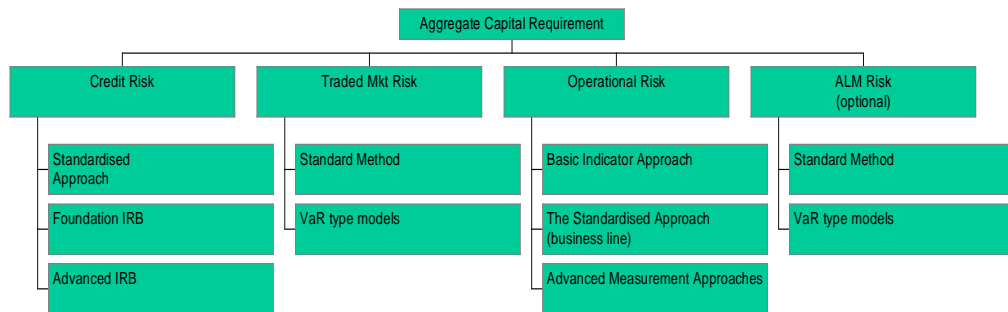 Aggregate Capital Requirement
Credit Risk
Traded Mkt Risk
Operational Risk
ALM Risk
(optional)
Standardised
Approach
Foundation IRB
Advanced IRB
Standard Method
VaR type models
Basic Indicator Approach
The Standardised Approach
(business line)
Advanced Measurement Approaches
Standard Method
VaR type models